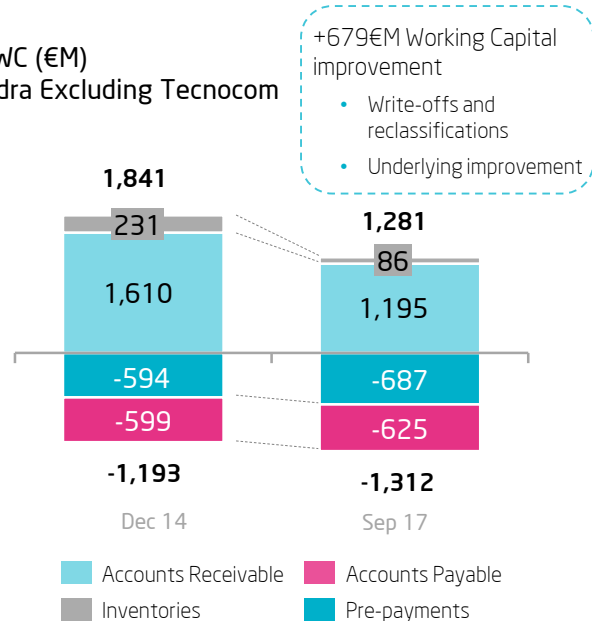 WC (€M)
dra Excluding Tecnocom
+679€M Working Capital
improvement
• Write-offs and
reclassifications
• Underlying improvement
1,841
1,281
231
86
1,610
1,195
-594
-687
-599
-625
-1,193
-1,312
Dec 14
Sep 17
Accounts Receivable
Accounts Payable
Inventories
Pre-payments